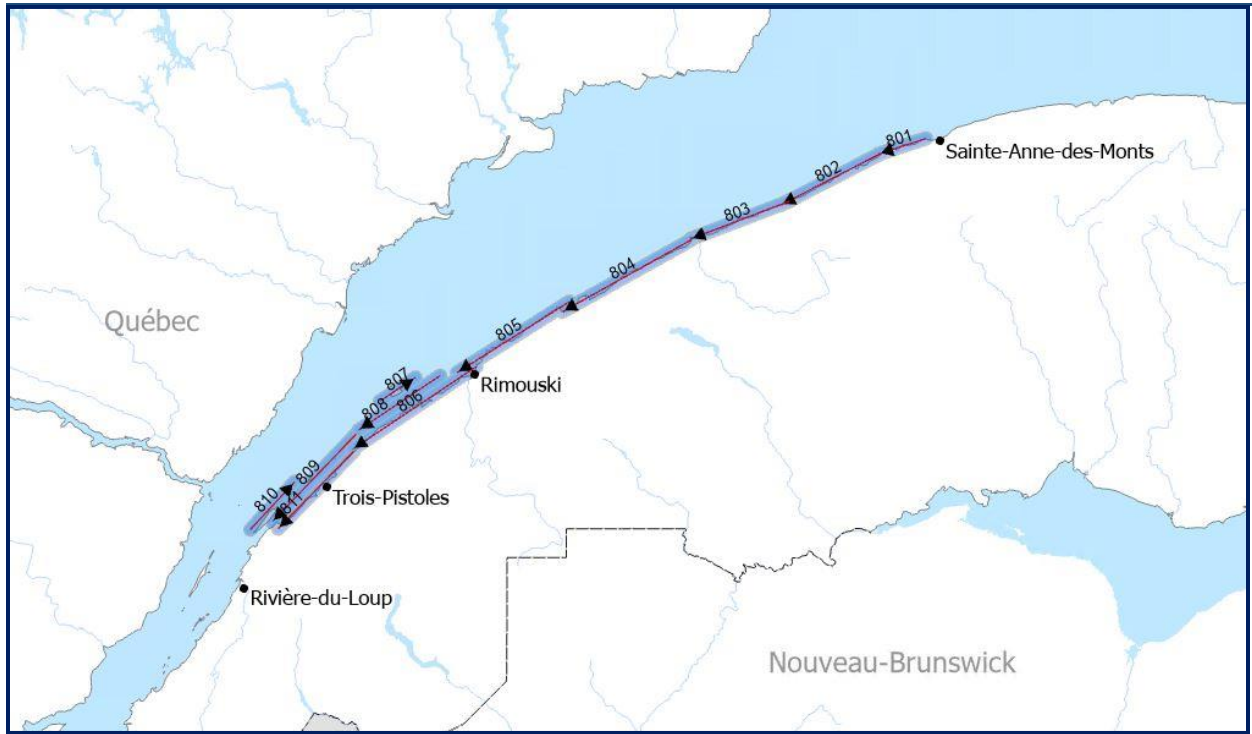 801
Sainte-Anne-des-Monts
802
803
804
Québec
805
807
Rimouski
808
806
809
810
811
Trois-Pistoles
Rivière-du-Loup
Nouveau-Brunswick